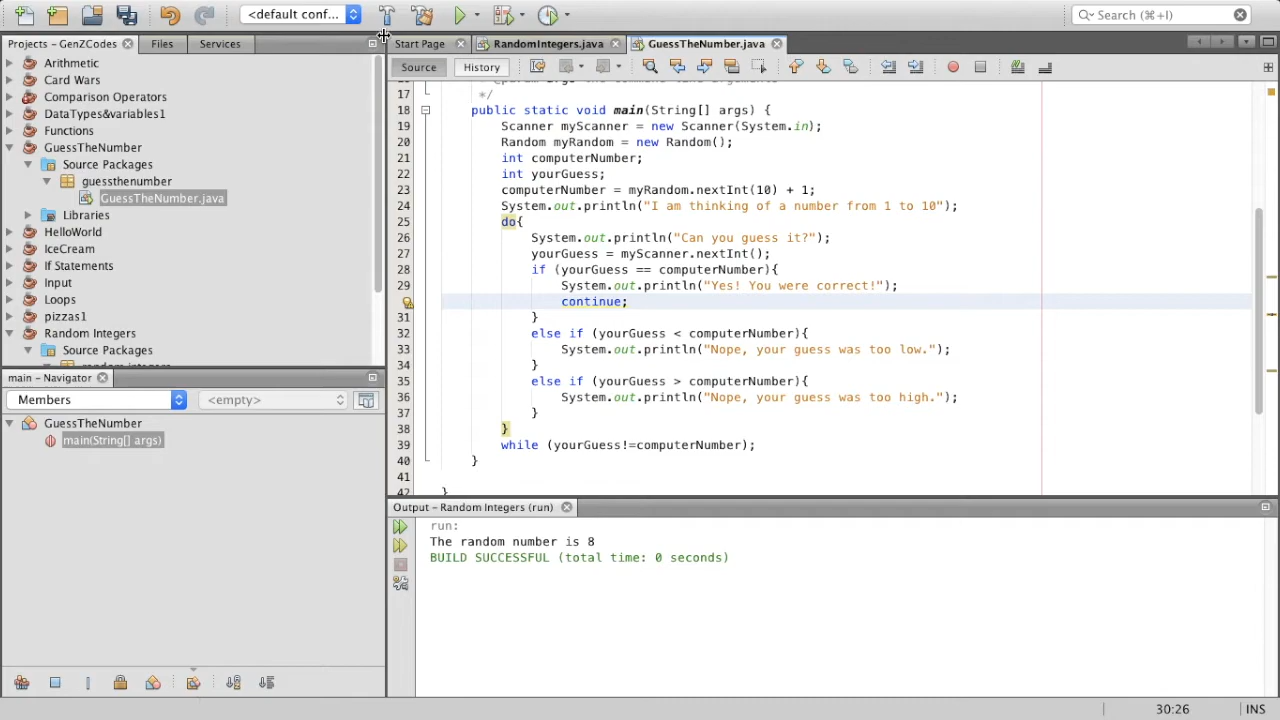 <default conf...
Search (⌘+I)
Projects – GenZCodes
Files
Services
Start Page
RandomIntegers.java
GuessTheNumber.java
Source
History
Arithmetic
Card Wars
Comparison Operators
DataTypes&variables1
Functions
GuessTheNumber
Source Packages
guessthenumber
GuessTheNumber.java
Libraries
HelloWorld
IceCream
If Statements
Input
Loops
pizzas1
Random Integers
Source Packages
17 */
18 public static void main(String[] args) {
19 Scanner myScanner = new Scanner(System.in);
20 Random myRandom = new Random();
21 int computerNumber;
22 int yourGuess;
23 computerNumber = myRandom.nextInt(10) + 1;
24 System.out.println("I am thinking of a number from 1 to 10");
25 do{
26 System.out.println("Can you guess it?");
27 yourGuess = myScanner.nextInt();
28 if (yourGuess == computerNumber){
29 System.out.println("Yes! You were correct!");
continue;
31 }
32 else if (yourGuess < computerNumber){
33 System.out.println("Nope, your guess was too low.");
34 }
35 else if (yourGuess > computerNumber){
36 System.out.println("Nope, your guess was too high.");
37 }
38 }
39 while (yourGuess!=computerNumber);
40 }
41
42 }
main – Navigator
Members
<empty>
GuessTheNumber
main(String[] args)
Output – Random Integers (run)
run:
The random number is 8
BUILD SUCCESSFUL (total time: 0 seconds)
30:26
INS